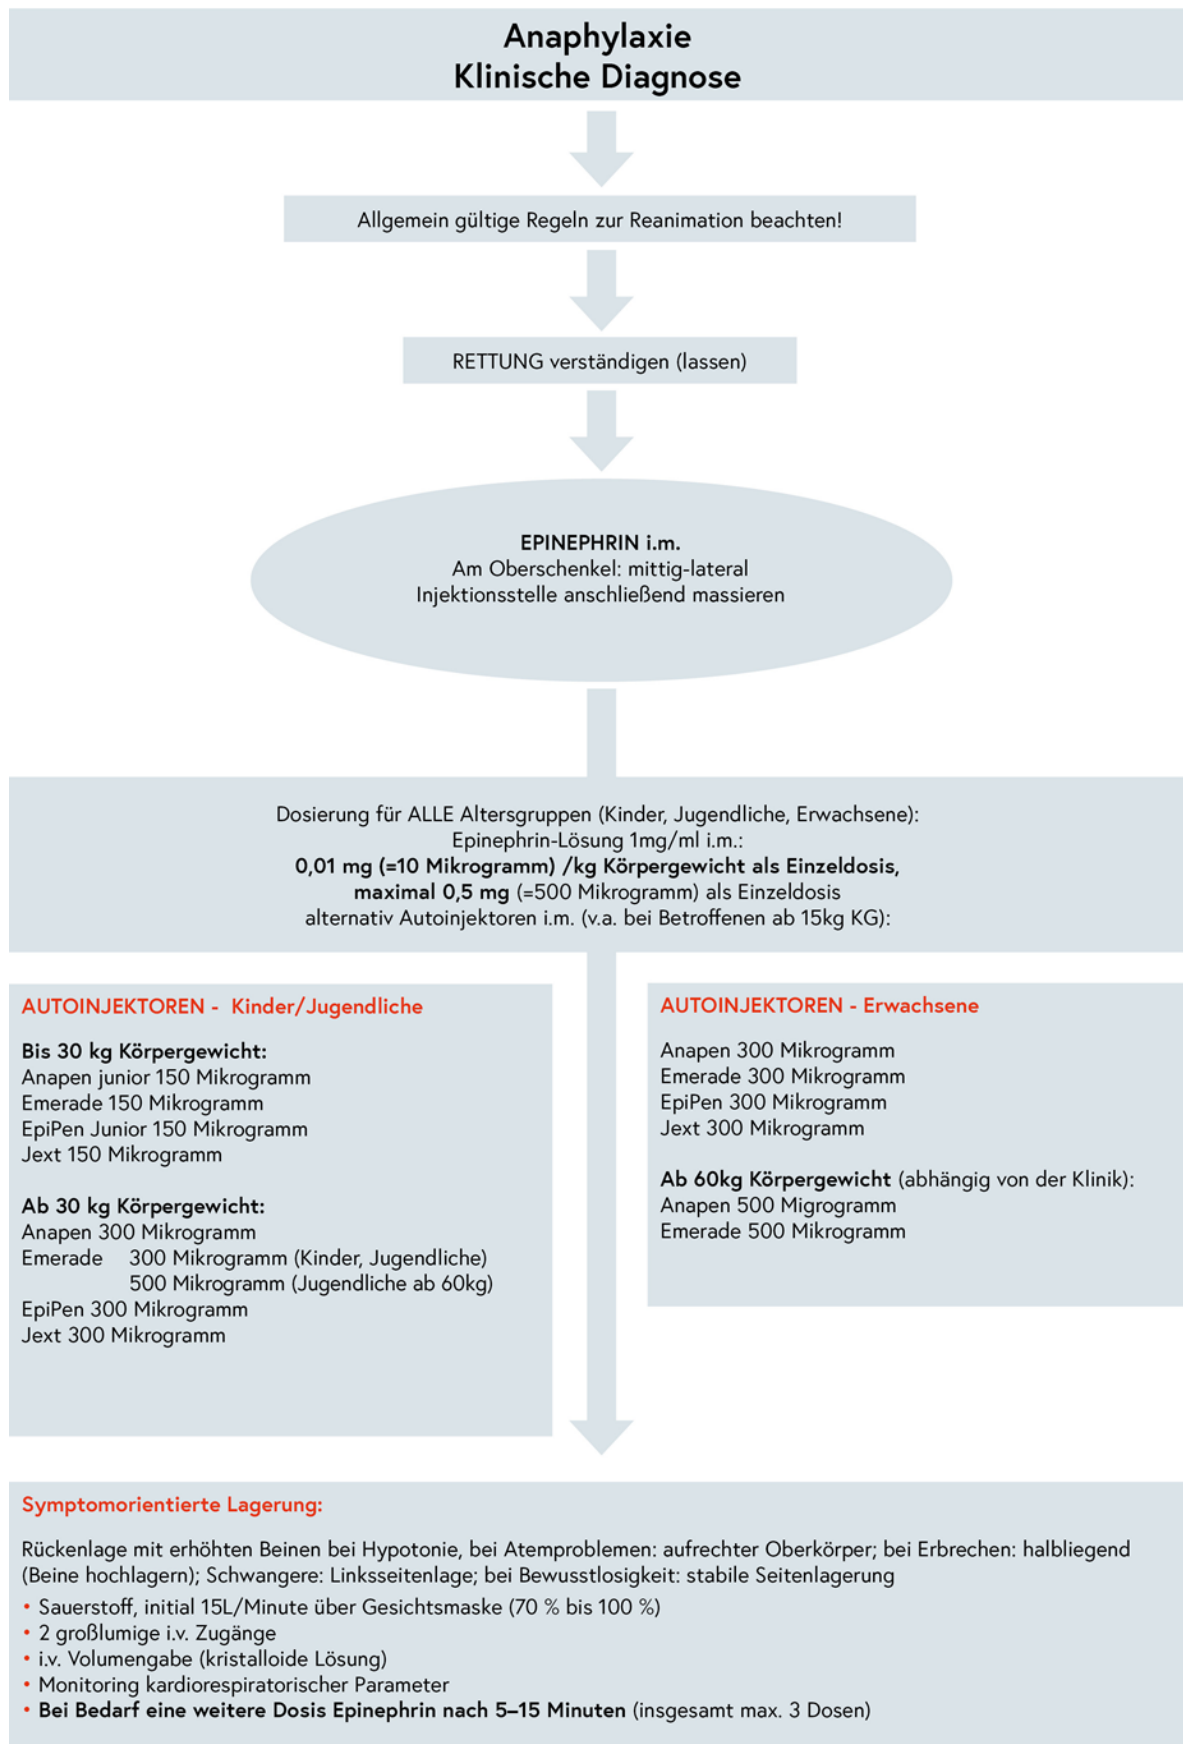 Anaphylaxie
Klinische Diagnose
Allgemein gültige Regeln zur Reanimation beachten!
RETTUNG verständigen (lassen)
EPINEPHRIN i.m.
Am Oberschenkel: mittig-lateral
Injektionsstelle anschließend massieren
Dosierung für ALLE Altersgruppen (Kinder, Jugendliche, Erwachsene):
Epinephrin-Lösung 1mg/ml i.m.:
0,01 mg (=10 Mikrogramm) /kg Körpergewicht als Einzeldosis,
maximal 0,5 mg (=500 Mikrogramm) als Einzeldosis
alternativ Autoinjektoren i.m. (v.a. bei Betroffenen ab 15kg KG):
AUTOINJEKTOREN - Kinder/Jugendliche
Bis 30 kg Körpergewicht:
Anapen junior 150 Mikrogramm
Emerade 150 Mikrogramm
EpiPen Junior 150 Mikrogramm
Jext 150 Mikrogramm
Ab 30 kg Körpergewicht:
Anapen 300 Mikrogramm
Emerade 300 Mikrogramm (Kinder, Jugendliche)
500 Mikrogramm (Jugendliche ab 60kg)
EpiPen 300 Mikrogramm
Jext 300 Mikrogramm
AUTOINJEKTOREN - Erwachsene
Anapen 300 Mikrogramm
Emerade 300 Mikrogramm
EpiPen 300 Mikrogramm
Jext 300 Mikrogramm
Ab 60kg Körpergewicht (abhängig von der Klinik):
Anapen 500 Migrogramm
Emerade 500 Mikrogramm
Symptomorientierte Lagerung:
Rückenlage mit erhöhten Beinen bei Hypotonie, bei Atemproblemen: aufrechter Oberkörper; bei Erbrechen: halbliegend
(Beine hochlagern); Schwangere: Linksseitenlage; bei Bewusstlosigkeit: stabile Seitenlagerung
• Sauerstoff, initial 15L/Minute über Gesichtsmaske (70 % bis 100 %)
• 2 großlumige i.v. Zugänge
• i.v. Volumengabe (kristalloide Lösung)
• Monitoring kardiorespiratorischer Parameter
• Bei Bedarf eine weitere Dosis Epinephrin nach 5–15 Minuten (insgesamt max. 3 Dosen)